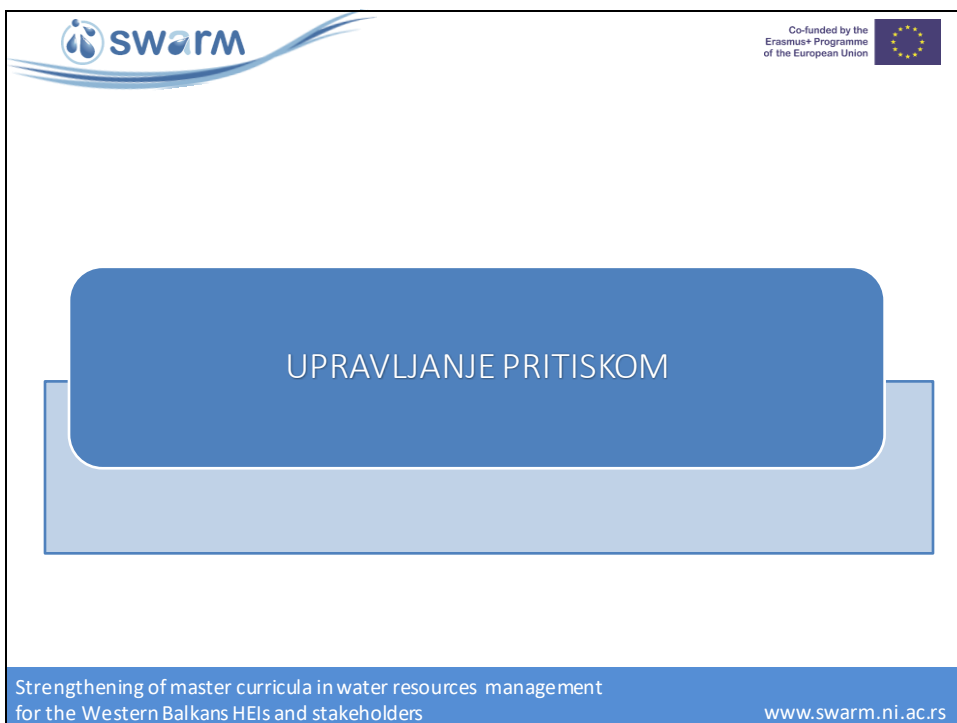 swarm
Co-funded by the
Erasmus+ Programme
of the European Union
UPRAVLJANJE PRITISKOM
Strengthening of master curricula in water resources management
for the Western Balkans HEIs and stakeholders
www.swarm.ni.ac.rs